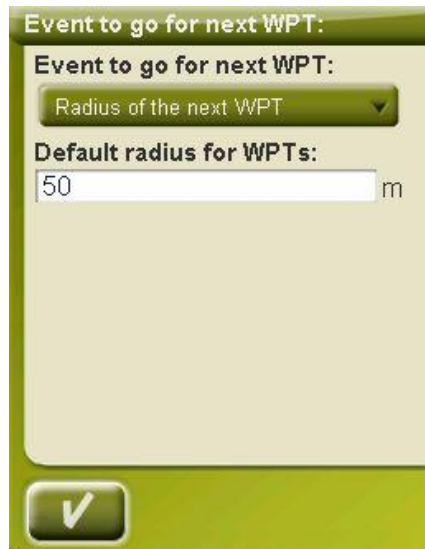 Event to go for next WPT:
Event to go for next WPT:
Radius of the next WPT
Default radius for WPTs:
50 m